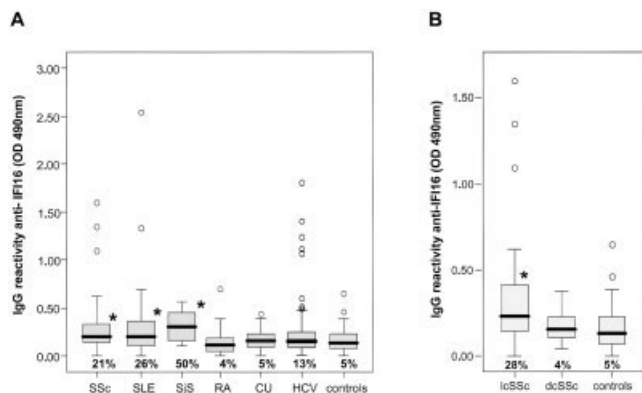 A
IgG reactivity anti- IFI16 (OD 490nm)
3.00
2.50
2.00
1.50
1.00
0.50
0.00
21% 26% 50% 4% 5% 13% 5%
SSc SLE SjS RA CU HCV controls
B
IgG reactivity anti-IFI16 (OD 490nm)
1.50
1.00
0.50
0.00
28% 4% 5%
lcSSc dcSSc controls